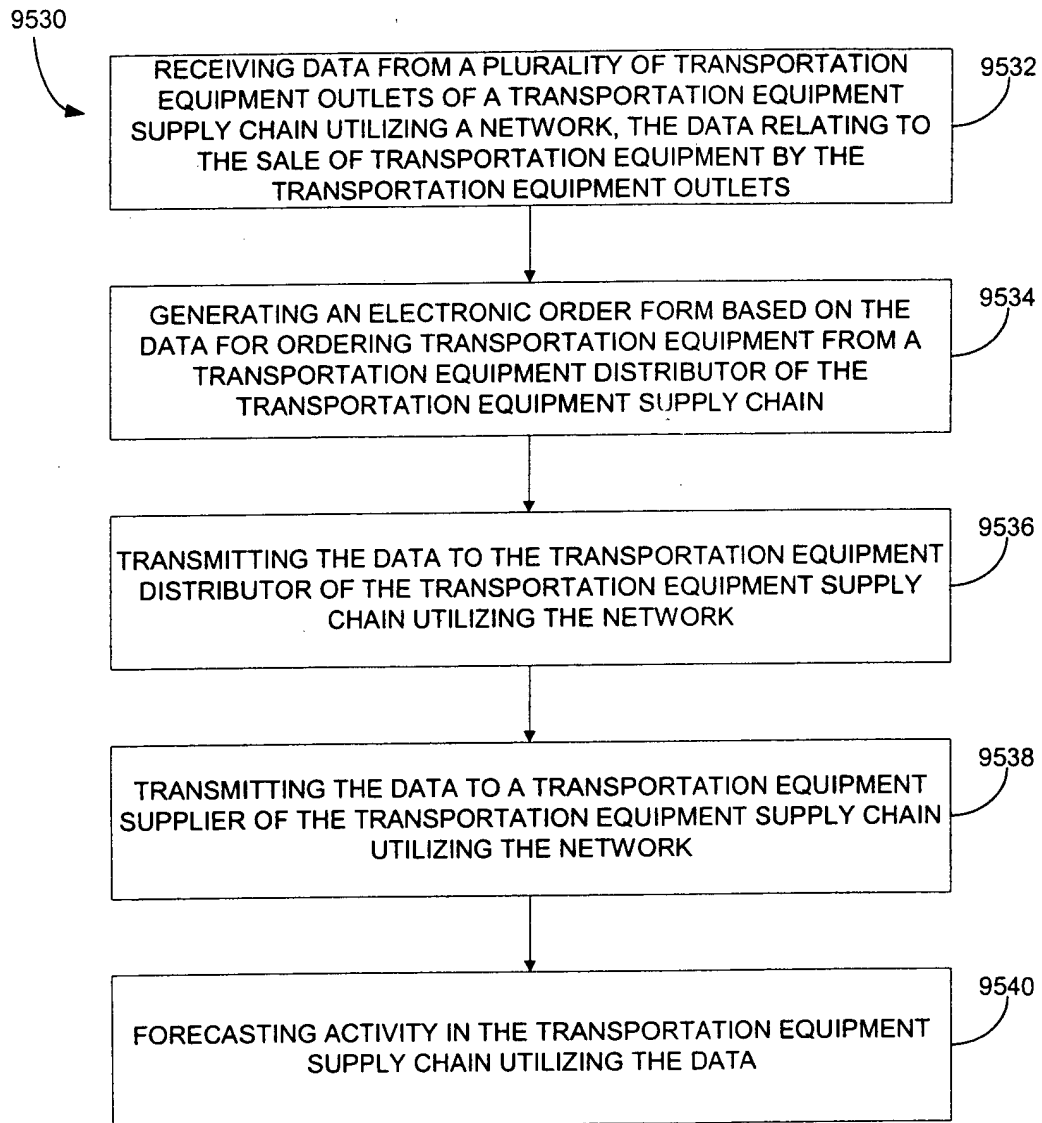 9530
RECEIVING DATA FROM A PLURALITY OF TRANSPORTATION
EQUIPMENT OUTLETS OF A TRANSPORTATION EQUIPMENT
SUPPLY CHAIN UTILIZING A NETWORK, THE DATA RELATING TO
THE SALE OF TRANSPORTATION EQUIPMENT BY THE
TRANSPORTATION EQUIPMENT OUTLETS
9532
GENERATING AN ELECTRONIC ORDER FORM BASED ON THE
DATA FOR ORDERING TRANSPORTATION EQUIPMENT FROM A
TRANSPORTATION EQUIPMENT DISTRIBUTOR OF THE
TRANSPORTATION EQUIPMENT SUPPLY CHAIN
9534
TRANSMITTING THE DATA TO THE TRANSPORTATION EQUIPMENT
DISTRIBUTOR OF THE TRANSPORTATION EQUIPMENT SUPPLY
CHAIN UTILIZING THE NETWORK
9536
TRANSMITTING THE DATA TO A TRANSPORTATION EQUIPMENT
SUPPLIER OF THE TRANSPORTATION EQUIPMENT SUPPLY CHAIN
UTILIZING THE NETWORK
9538
FORECASTING ACTIVITY IN THE TRANSPORTATION EQUIPMENT
SUPPLY CHAIN UTILIZING THE DATA
9540